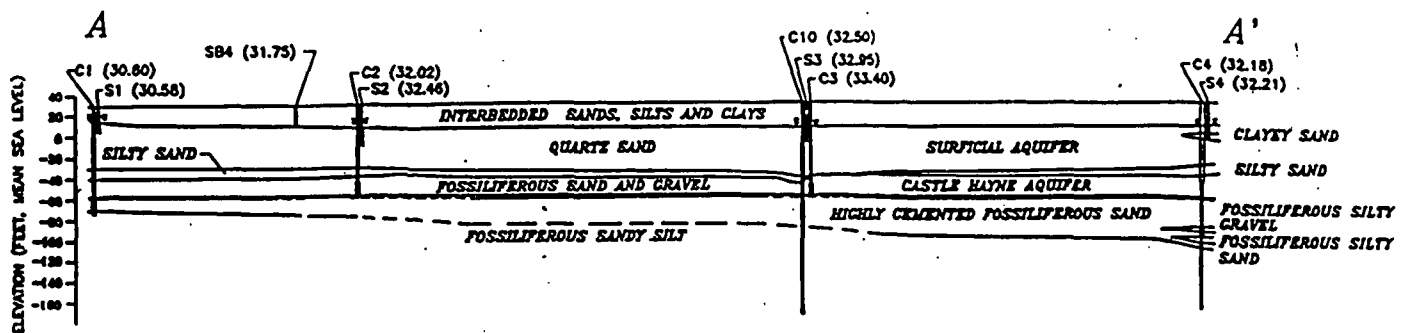 A
A'
C1 (30.60)
S1 (30.58)
SB4 (31.75)
C2 (32.02)
S2 (32.46)
C10 (32.50)
S3 (32.95)
C3 (33.40)
C4 (32.18)
S4 (32.21)
ELEVATION (FEET, MEAN SEA LEVEL)
40
20
0
-20
-40
-60
-80
-100
-120
-140
-160
INTERBEDDED SANDS, SILTS AND CLAYS
QUARTE SAND
SURFICIAL AQUIFER
CLAYEY SAND
SILTY SAND
SILTY SAND
FOSSILIFEROUS SAND AND GRAVEL
CASTLE HAYNE AQUIFER
HIGHLY CEMENTED FOSSILIFEROUS SAND
FOSSILIFEROUS SILTY
GRAVEL
FOSSILIFEROUS SILTY
SAND
FOSSILIFEROUS SANDY SILT